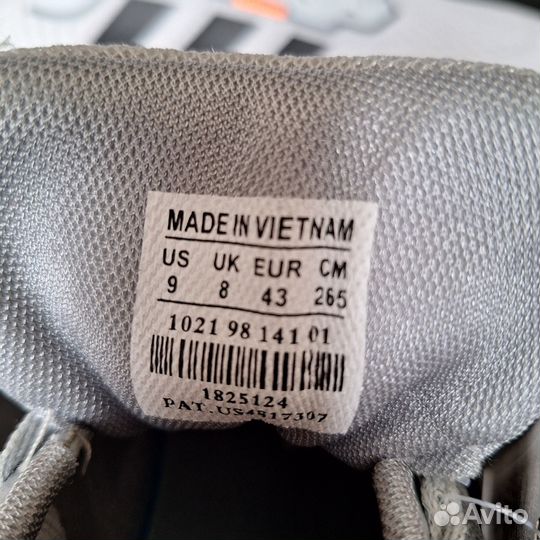 MADE IN VIETNAM
US UK EUR CM
9 8 43 265
1021 98 141 01
1825124
PAT.US4817307
Avito